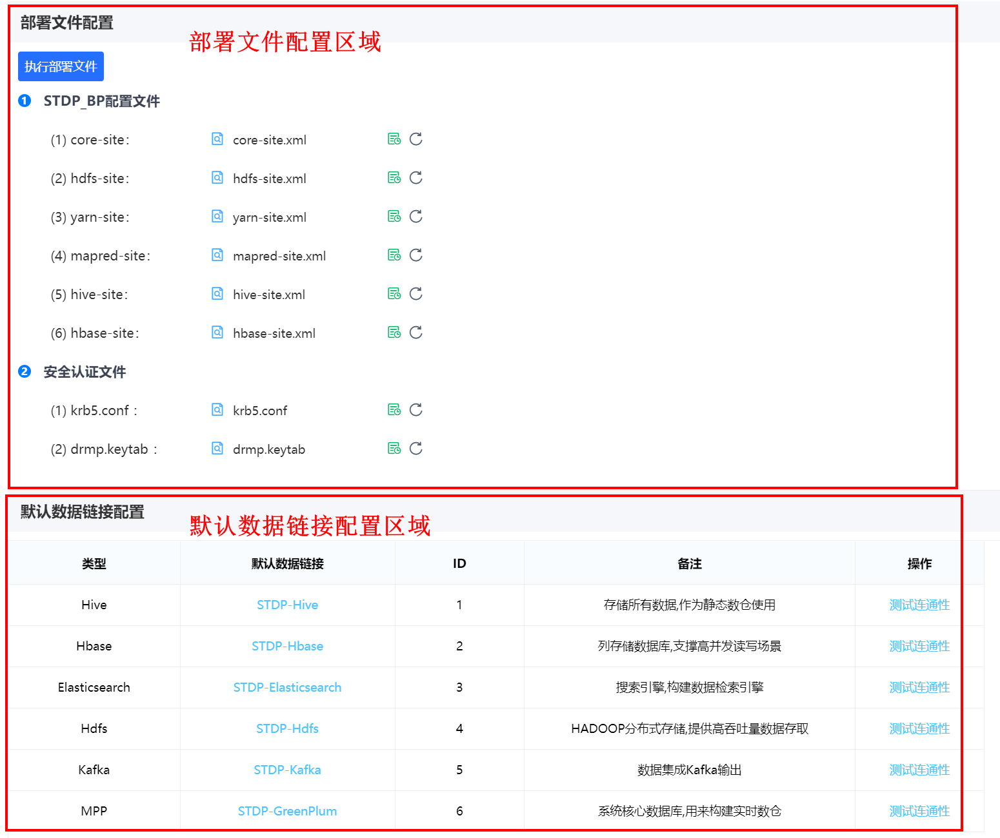 部署文件配置
部署文件配置区域
执行部署文件
1 STDP_BP配置文件
(1) core-site: core-site.xml
(2) hdfs-site: hdfs-site.xml
(3) yarn-site: yarn-site.xml
(4) mapred-site: mapred-site.xml
(5) hive-site: hive-site.xml
(6) hbase-site: hbase-site.xml
2 安全认证文件
(1) krb5.conf : krb5.conf
(2) drmp.keytab : drmp.keytab
默认数据链接配置
默认数据链接配置区域
类型 默认数据链接 ID 备注 操作
Hive STDP-Hive 1 存储所有数据,作为静态数仓使用 测试连通性
Hbase STDP-Hbase 2 列存储数据库,支撑高并发读写场景 测试连通性
Elasticsearch STDP-Elasticsearch 3 搜索引擎,构建数据检索引擎 测试连通性
Hdfs STDP-Hdfs 4 HADOOP分布式存储,提供高吞吐量数据存取 测试连通性
Kafka STDP-Kafka 5 数据集成Kafka输出 测试连通性
MPP STDP-GreenPlum 6 系统核心数据库,用来构建实时数仓 测试连通性